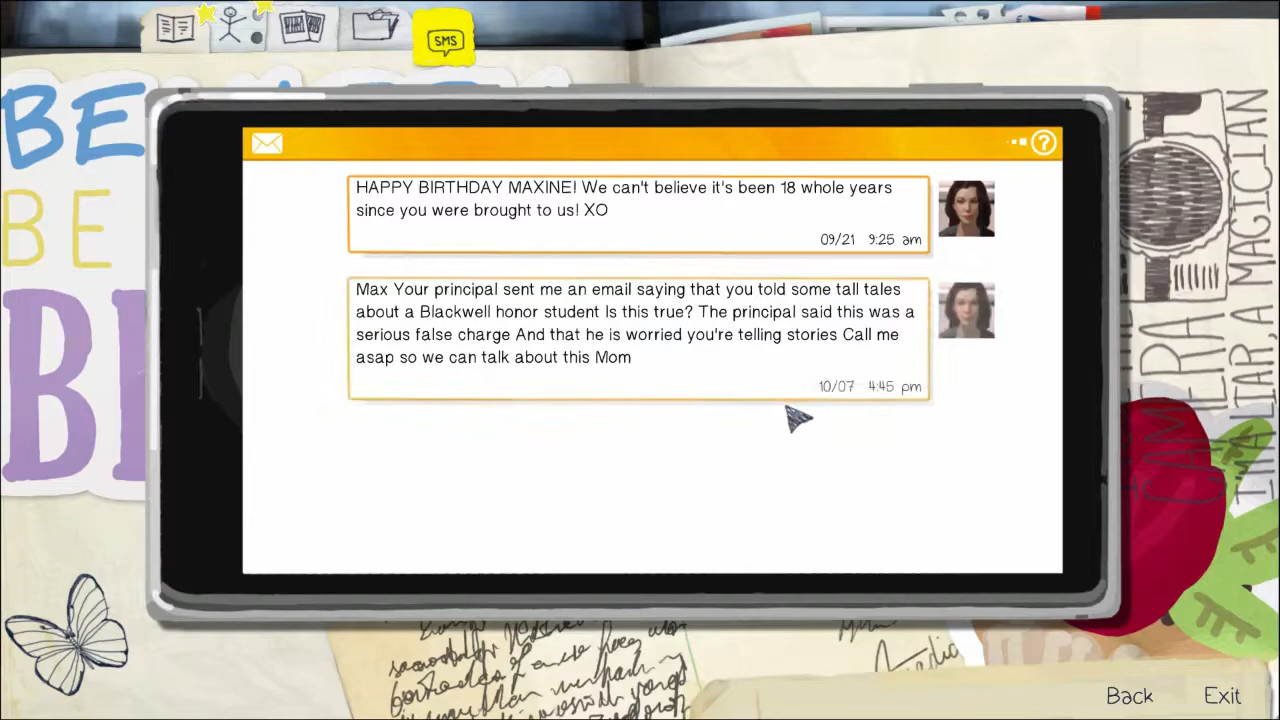 SMS
BE
BE
HAPPY BIRTHDAY MAXINE! We can't believe it's been 18 whole years
since you were brought to us! XO
09/21 9:25 am
Max Your principal sent me an email saying that you told some tall tales
about a Blackwell honor student Is this true? The principal said this was a
serious false charge And that he is worried you're telling stories Call me
asap so we can talk about this Mom
10/07 4:45 pm
?
CAMERA
I'M A LIAR, A MAGICIAN
Back Exit